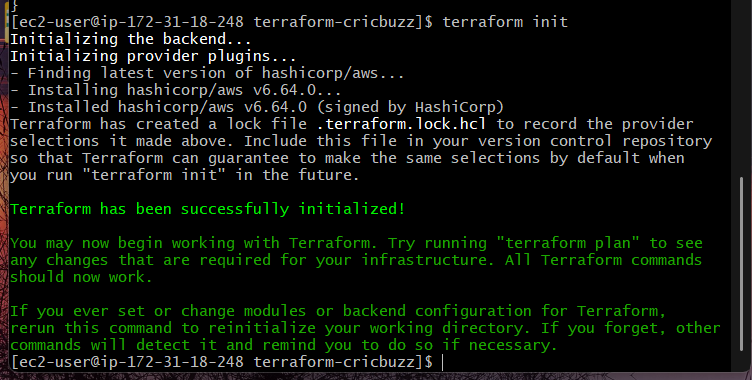 }
[ec2-user@ip-172-31-18-248 terraform-cricbuzz]$ terraform init
Initializing the backend...
Initializing provider plugins...
- Finding latest version of hashicorp/aws...
- Installing hashicorp/aws v6.64.0...
- Installed hashicorp/aws v6.64.0 (signed by HashiCorp)
Terraform has created a lock file .terraform.lock.hcl to record the provider
selections it made above. Include this file in your version control repository
so that Terraform can guarantee to make the same selections by default when
you run "terraform init" in the future.
Terraform has been successfully initialized!
You may now begin working with Terraform. Try running "terraform plan" to see
any changes that are required for your infrastructure. All Terraform commands
should now work.
If you ever set or change modules or backend configuration for Terraform,
rerun this command to reinitialize your working directory. If you forget, other
commands will detect it and remind you to do so if necessary.
[ec2-user@ip-172-31-18-248 terraform-cricbuzz]$